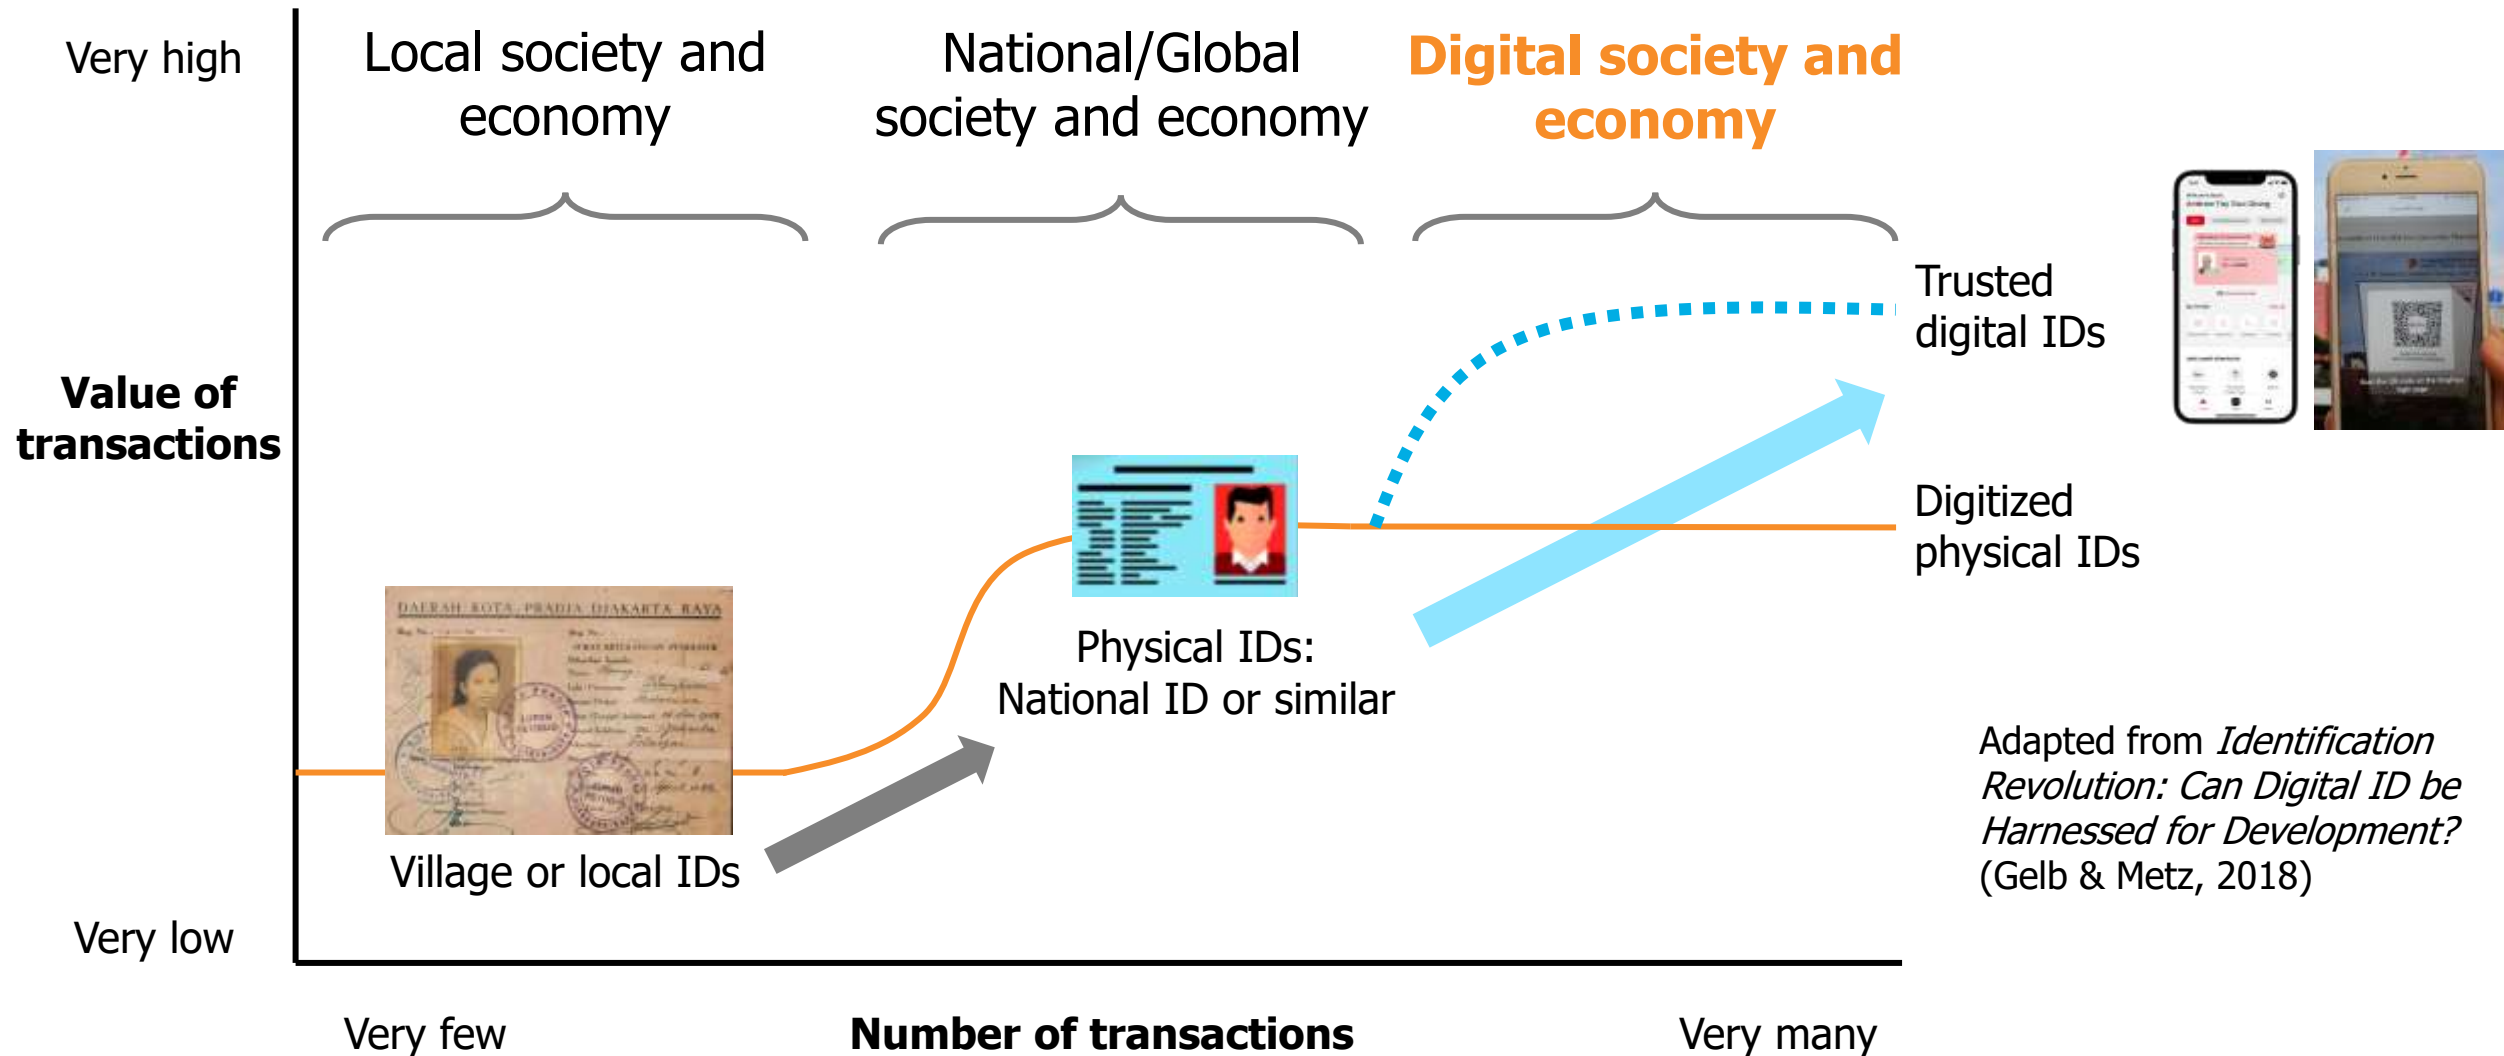 Very high
Local society and
economy
National/Global
society and economy
Digital society and
economy
Value of
transactions
Trusted
digital IDs
Digitized
physical IDs
DAERAH KOTA PRADJA DJAKARTA RAYA
Physical IDs:
National ID or similar
Village or local IDs
Adapted from Identification
Revolution: Can Digital ID be
Harnessed for Development?
(Gelb & Metz, 2018)
Very low
Very few
Number of transactions
Very many